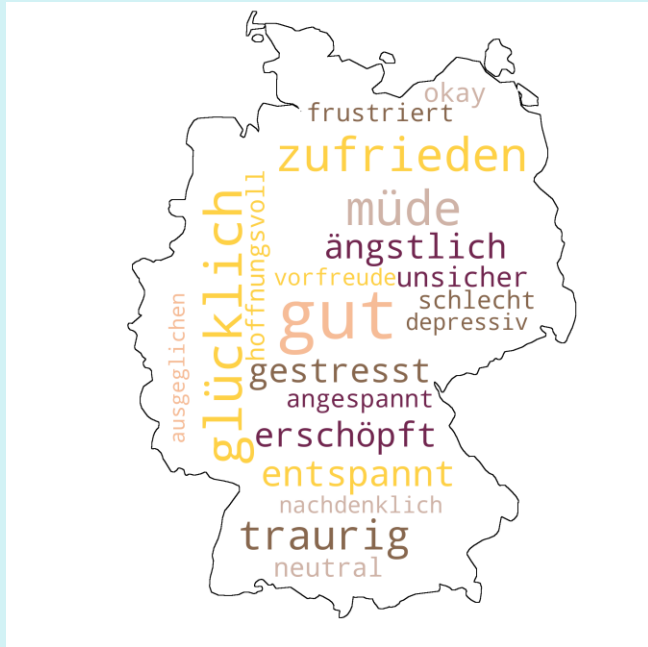 okay
frustriert
zufrieden
müde
ängstlich
vorfreude
unsicher
hoffnungsvoll
glücklich
ausgeglichen
gut
schlecht
depressiv
gestresst
angespannt
erschöpft
entspannt
nachdenklich
traurig
neutral